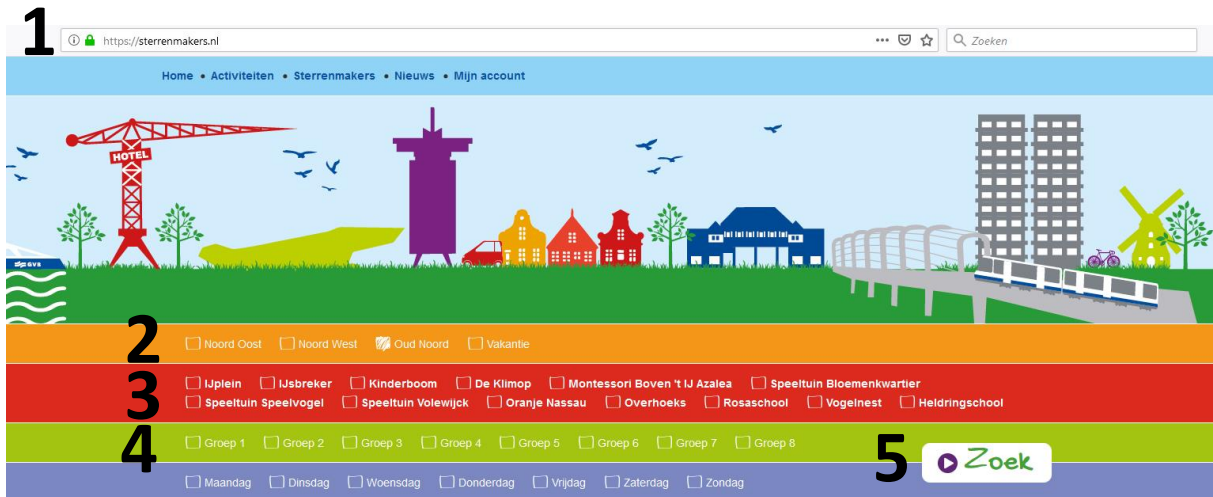 1
https://sterrenmakers.nl
Zoeken
Home • Activiteiten • Sterrenmakers • Nieuws • Mijn account
HOTEL
GVB
2
Noord Oost Noord West Oud Noord Vakantie
3
IJplein IJsbreker Kinderboom De Klimop Montessori Boven 't IJ Azalea Speeltuin Bloemenkwartier
Speeltuin Speelvogel Speeltuin Volewijck Oranje Nassau Overhoeks Rosaschool Vogelnest Heldringschool
4
Groep 1 Groep 2 Groep 3 Groep 4 Groep 5 Groep 6 Groep 7 Groep 8
5
Zoek
Maandag Dinsdag Woensdag Donderdag Vrijdag Zaterdag Zondag